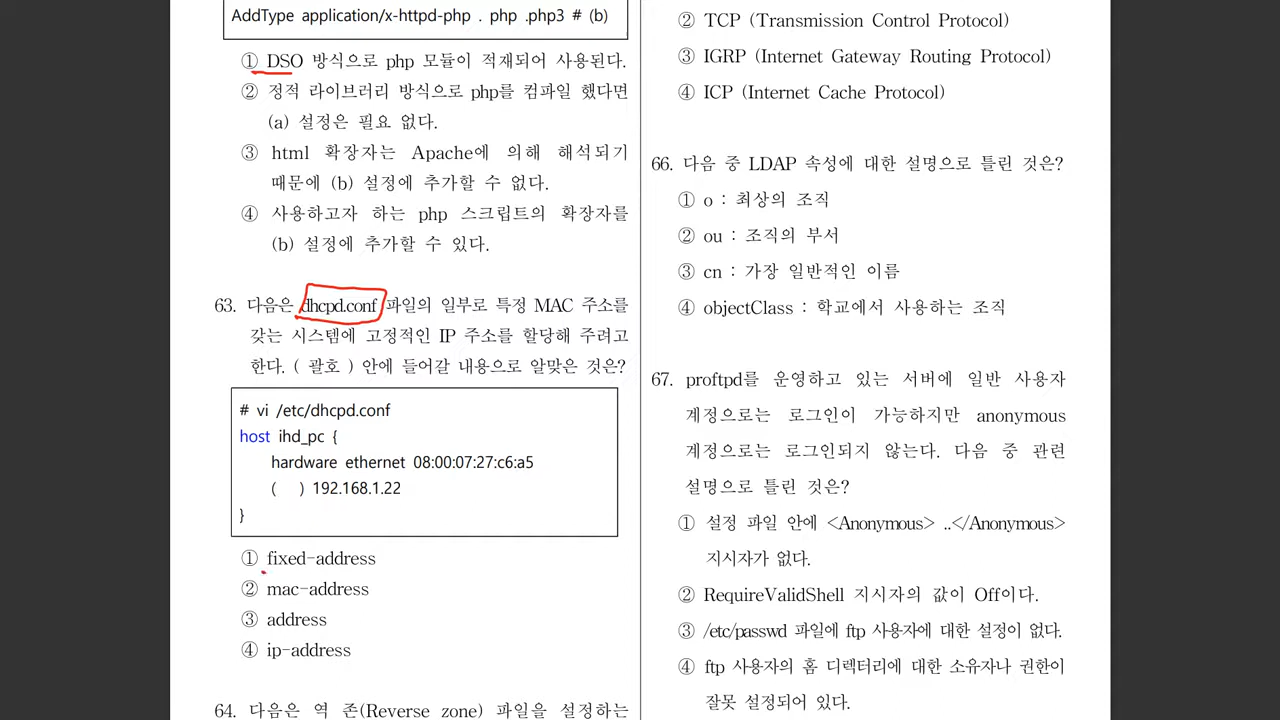 AddType application/x-httpd-php . php .php3 # (b)
① DSO 방식으로 php 모듈이 적재되어 사용된다.
② 정적 라이브러리 방식으로 php를 컴파일 했다면
(a) 설정은 필요 없다.
③ html 확장자는 Apache에 의해 해석되기
때문에 (b) 설정에 추가할 수 없다.
④ 사용하고자 하는 php 스크립트의 확장자를
(b) 설정에 추가할 수 있다.
63. 다음은 dhcpd.conf 파일의 일부로 특정 MAC 주소를
갖는 시스템에 고정적인 IP 주소를 할당해 주려고
한다. ( 괄호 ) 안에 들어갈 내용으로 알맞은 것은?
# vi /etc/dhcpd.conf
host ihd_pc {
hardware ethernet 08:00:07:27:c6:a5
( ) 192.168.1.22
}
① fixed-address
② mac-address
③ address
④ ip-address
64. 다음은 역 존(Reverse zone) 파일을 설정하는
② TCP (Transmission Control Protocol)
③ IGRP (Internet Gateway Routing Protocol)
④ ICP (Internet Cache Protocol)
66. 다음 중 LDAP 속성에 대한 설명으로 틀린 것은?
① o : 최상의 조직
② ou : 조직의 부서
③ cn : 가장 일반적인 이름
④ objectClass : 학교에서 사용하는 조직
67. proftpd를 운영하고 있는 서버에 일반 사용자
계정으로는 로그인이 가능하지만 anonymous
계정으로는 로그인되지 않는다. 다음 중 관련
설명으로 틀린 것은?
① 설정 파일 안에 <Anonymous> ..</Anonymous>
지시자가 없다.
② RequireValidShell 지시자의 값이 Off이다.
③ /etc/passwd 파일에 ftp 사용자에 대한 설정이 없다.
④ ftp 사용자의 홈 디렉터리에 대한 소유자나 권한이
잘못 설정되어 있다.